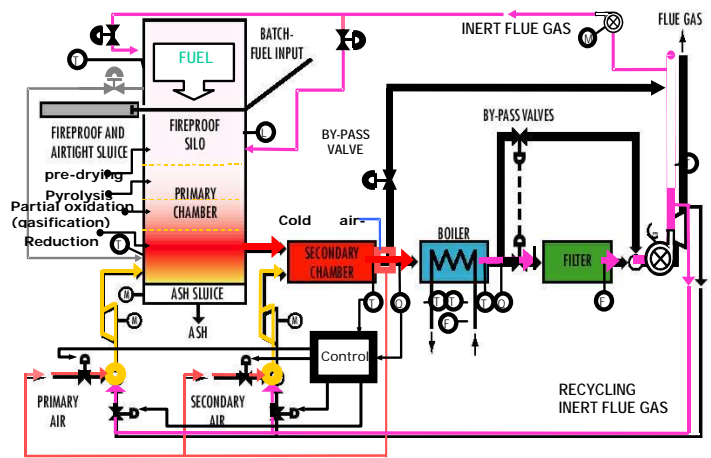 INERT FLUE GAS
FLUE GAS
M
BATCH-
FUEL INPUT
FUEL
T
FIREPROOF AND
AIRTIGHT SLUICE
FIREPROOF
SILO
L
BY-PASS
VALVE
BY-PASS VALVES
T
pre-drying
Pyrolysis
Partial oxidation
(gasification)
Reduction
T
PRIMARY
CHAMBER
Cold air-
SECONDARY
CHAMBER
BOILER
FILTER
T
O
T
T
T
O
F
F
M
M
M
ASH SLUICE
ASH
Control
PRIMARY
AIR
SECONDARY
AIR
RECYCLING
INERT FLUE GAS